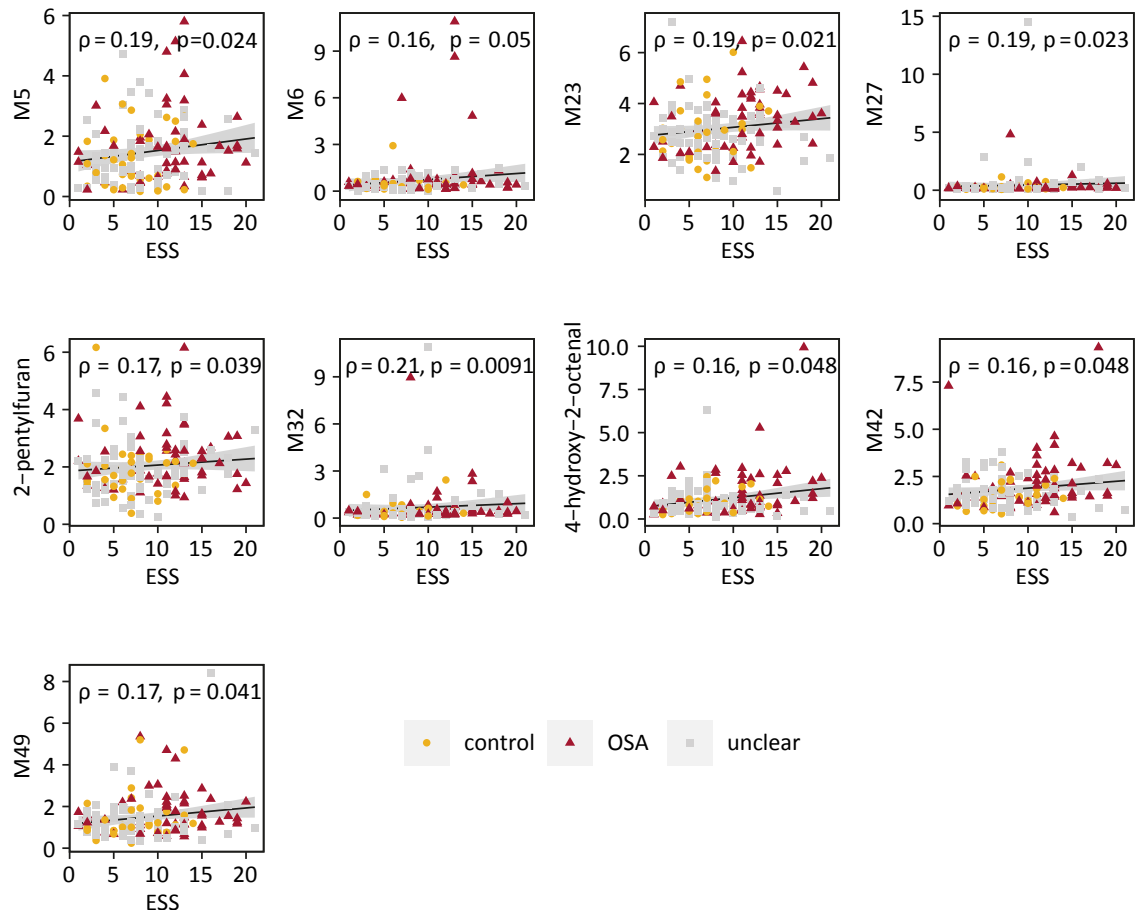 ρ = 0.19, p=0.024
M5
6
4
2
0
0 5 10 15 20
ESS
ρ = 0.16, p = 0.05
M6
9
6
3
0
0 5 10 15 20
ESS
ρ = 0.19, p = 0.021
M23
6
4
2
0 5 10 15 20
ESS
ρ = 0.19, p = 0.023
M27
15
10
5
0
0 5 10 15 20
ESS
ρ = 0.17, p = 0.039
2−pentylfuran
6
4
2
0
0 5 10 15 20
ESS
ρ = 0.21, p = 0.0091
M32
9
6
3
0
0 5 10 15 20
ESS
ρ = 0.16, p = 0.048
4−hydroxy−2−octenal
10.0
7.5
5.0
2.5
0.0
0 5 10 15 20
ESS
ρ = 0.16, p = 0.048
M42
7.5
5.0
2.5
0.0
0 5 10 15 20
ESS
ρ = 0.17, p = 0.041
M49
8
6
4
2
0
0 5 10 15 20
ESS
control OSA unclear